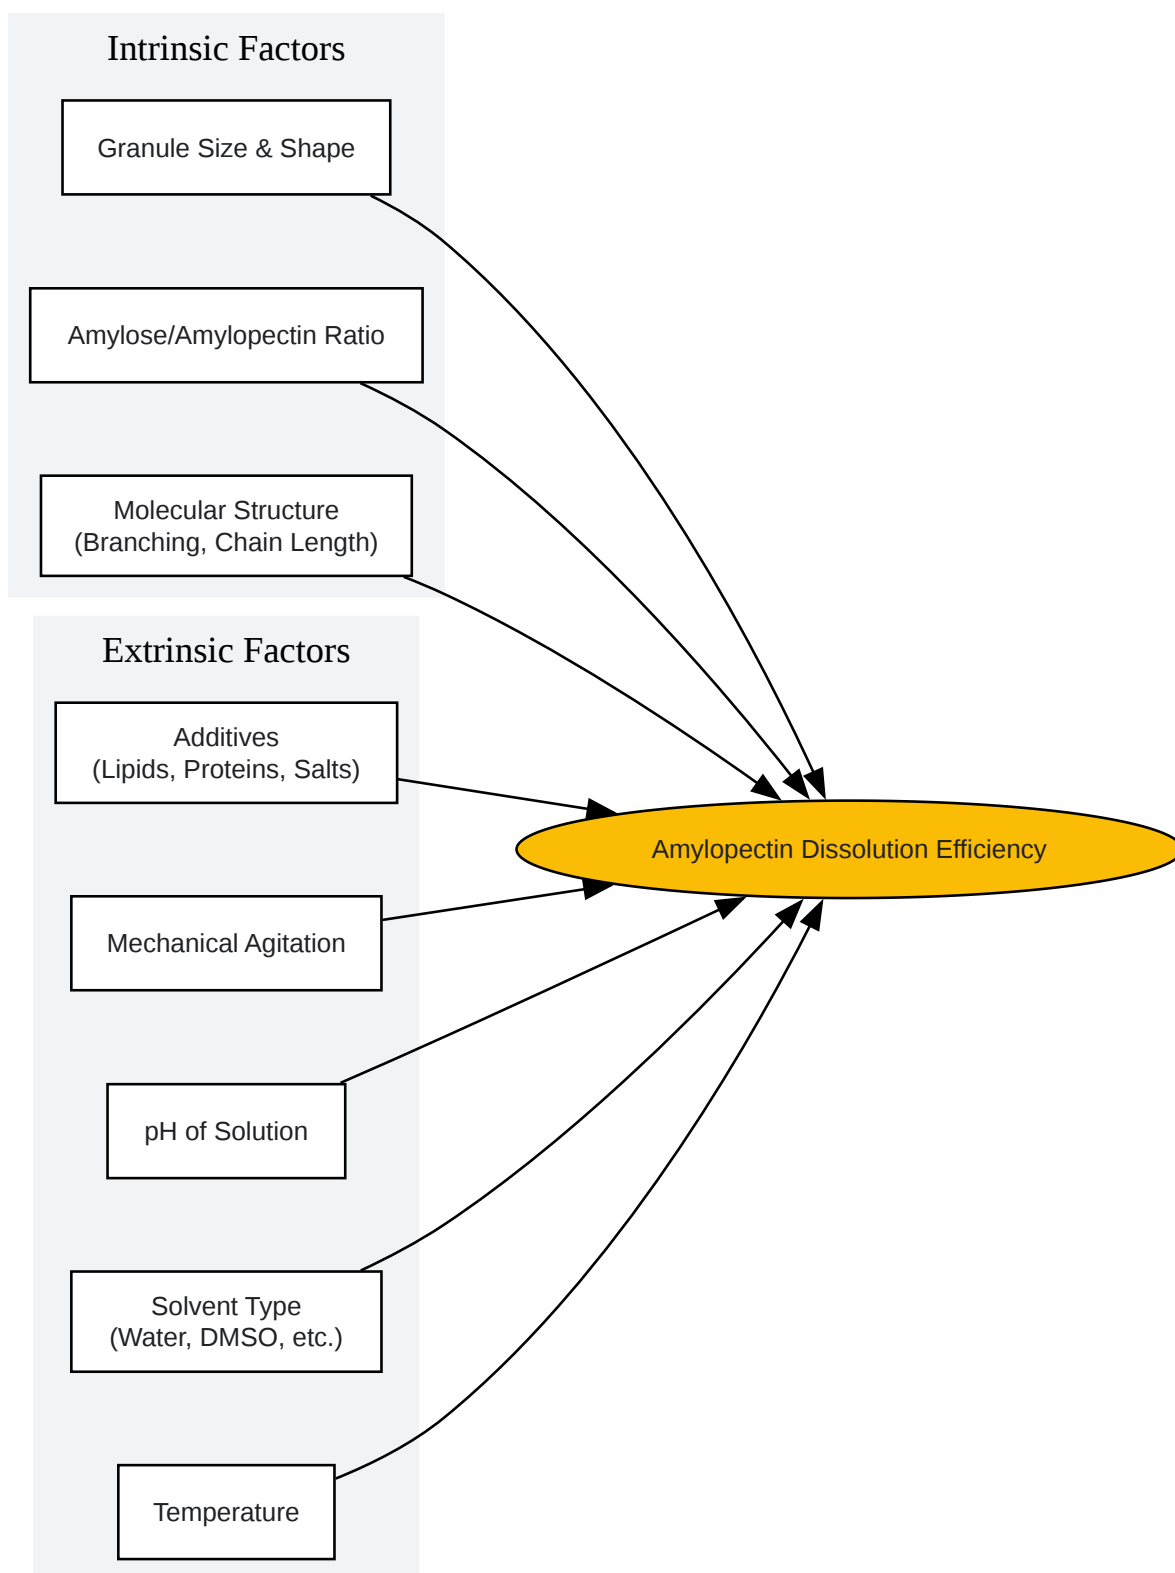 Intrinsic Factors
Granule Size & Shape
Amylose/Amylopectin Ratio
Molecular Structure
(Branching, Chain Length)
Extrinsic Factors
Additives
(Lipids, Proteins, Salts)
Mechanical Agitation
pH of Solution
Solvent Type
(Water, DMSO, etc.)
Temperature
Amylopectin Dissolution Efficiency